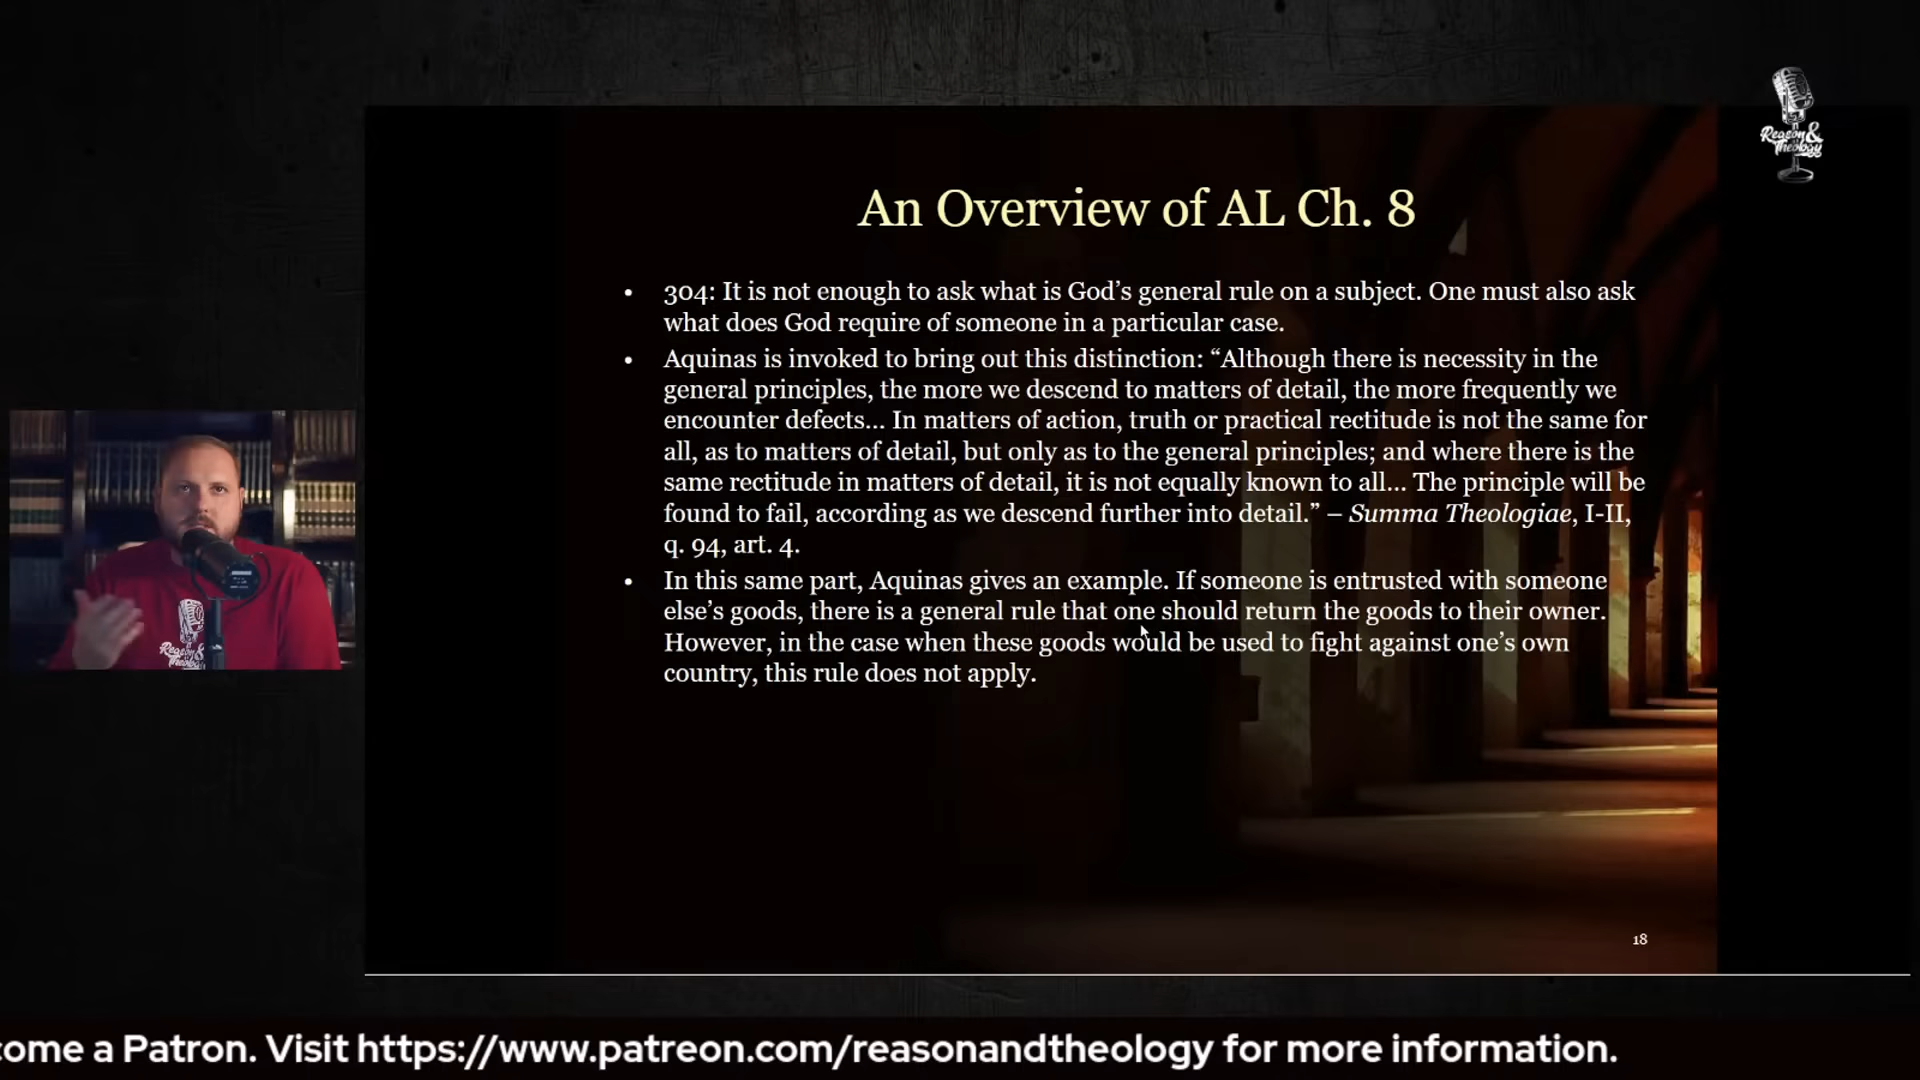 Reason &
Theology
An Overview of AL Ch. 8
• 304: It is not enough to ask what is God’s general rule on a subject. One must also ask
what does God require of someone in a particular case.
• Aquinas is invoked to bring out this distinction: “Although there is necessity in the
general principles, the more we descend to matters of detail, the more frequently we
encounter defects... In matters of action, truth or practical rectitude is not the same for
all, as to matters of detail, but only as to the general principles; and where there is the
same rectitude in matters of detail, it is not equally known to all... The principle will be
found to fail, according as we descend further into detail.” – Summa Theologiae, I-II,
q. 94, art. 4.
• In this same part, Aquinas gives an example. If someone is entrusted with someone
else’s goods, there is a general rule that one should return the goods to their owner.
However, in the case when these goods would be used to fight against one’s own
country, this rule does not apply.
Reason &
18
come a Patron. Visit https://www.patreon.com/reasonandtheology for more information.